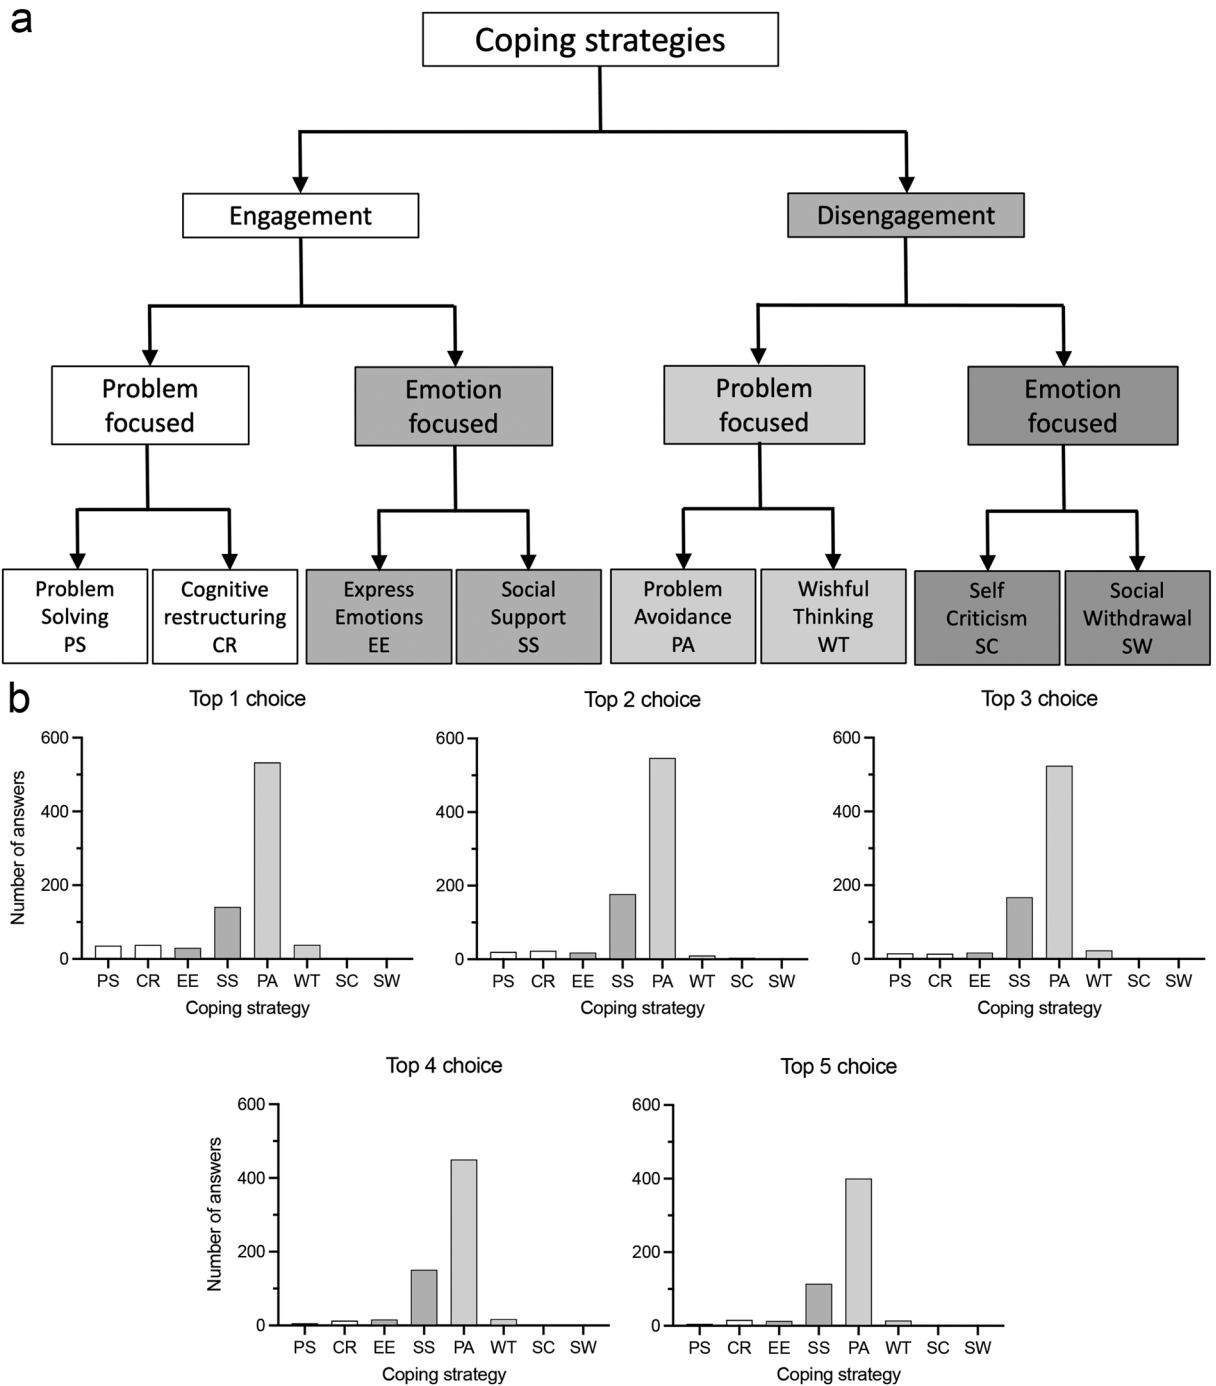 a
Coping strategies
Engagement
Disengagement
Problem
focused
Emotion
focused
Problem
focused
Emotion
focused
Problem
Solving
PS
Cognitive
restructuring
CR
Express
Emotions
EE
Social
Support
SS
Problem
Avoidance
PA
Wishful
Thinking
WT
Self
Criticism
SC
Social
Withdrawal
SW
b
Top 1 choice
Number of answers
600
400
200
0
PS CR EE SS PA WT SC SW
Coping strategy
Top 2 choice
600
400
200
0
PS CR EE SS PA WT SC SW
Coping strategy
Top 3 choice
600
400
200
0
PS CR EE SS PA WT SC SW
Coping strategy
Top 4 choice
Number of answers
600
400
200
0
PS CR EE SS PA WT SC SW
Coping strategy
Top 5 choice
600
400
200
0
PS CR EE SS PA WT SC SW
Coping strategy